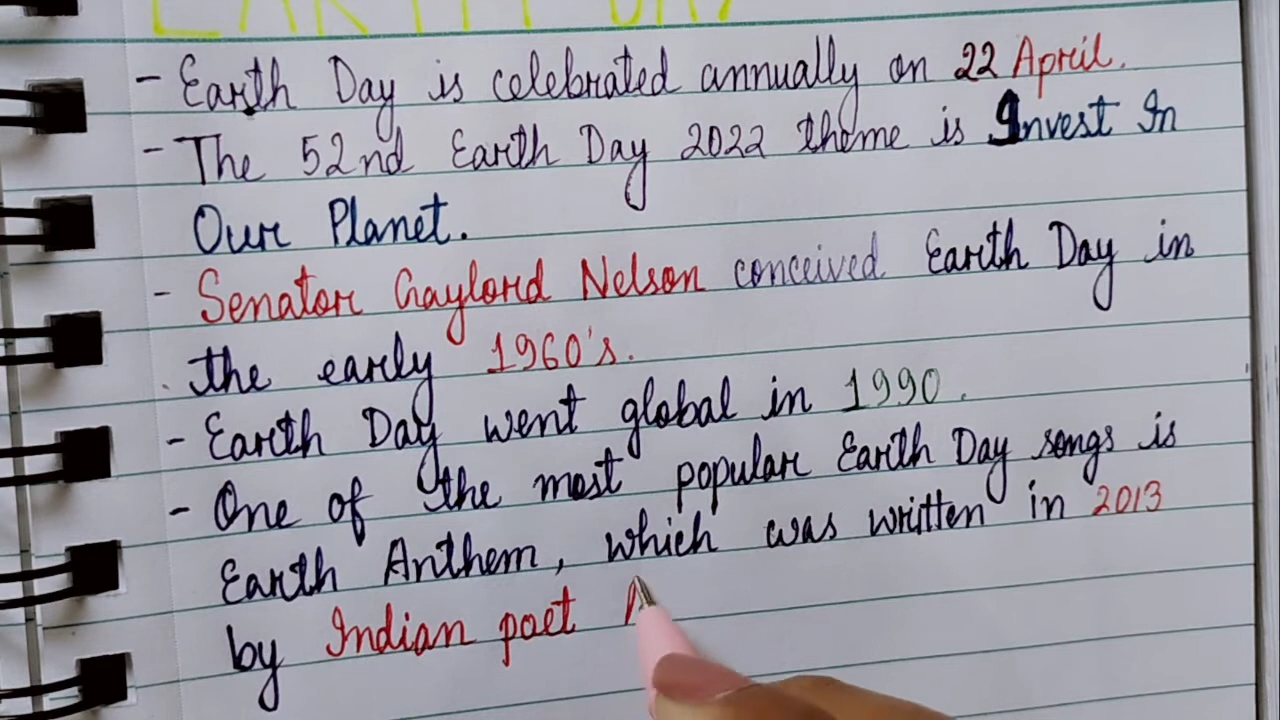 EARTH DAY
- Earth Day is celebrated annually on 22 April.
- The 52nd Earth Day 2022 theme is Invest In
Our Planet.
- Senator Gaylord Nelson conceived Earth Day in
the early 1960's.
- Earth Day went global in 1990.
- One of the most popular Earth Day songs is
Earth Anthem, which was written in 2013
by Indian poet